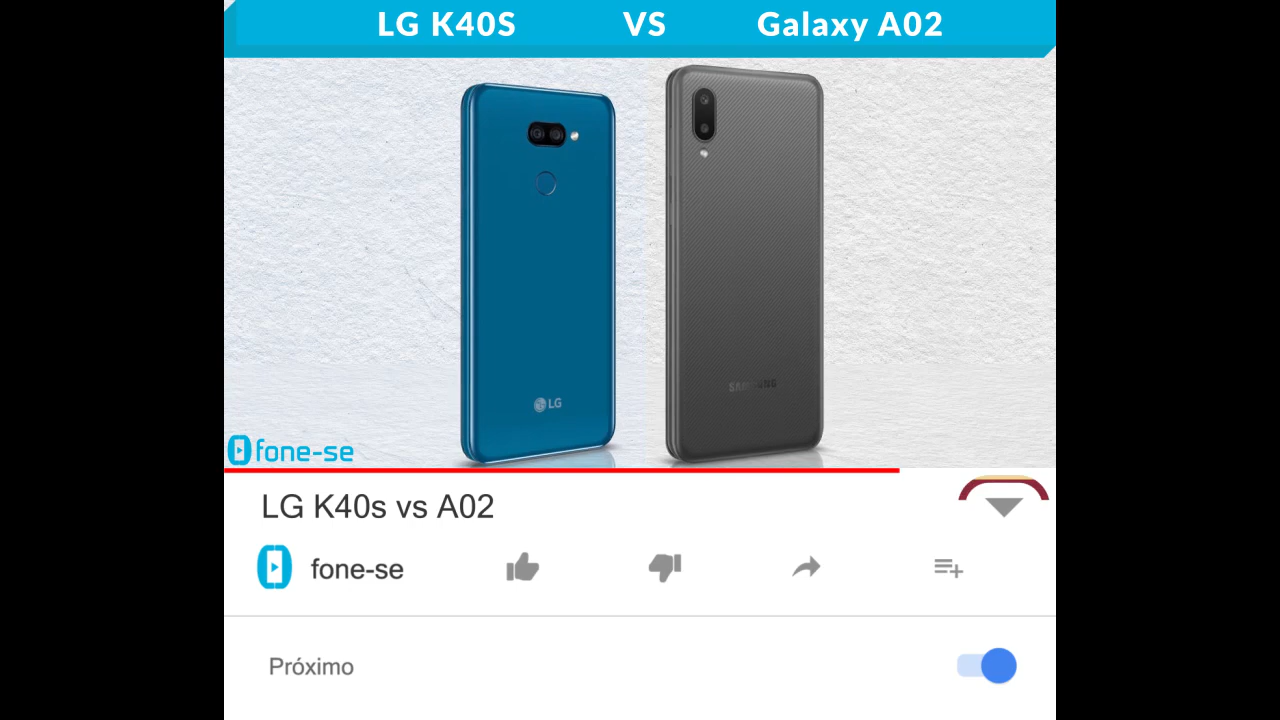 LG K40S VS Galaxy A02
LG
SAMSUNG
fone-se
LG K40s vs A02
fone-se
Próximo